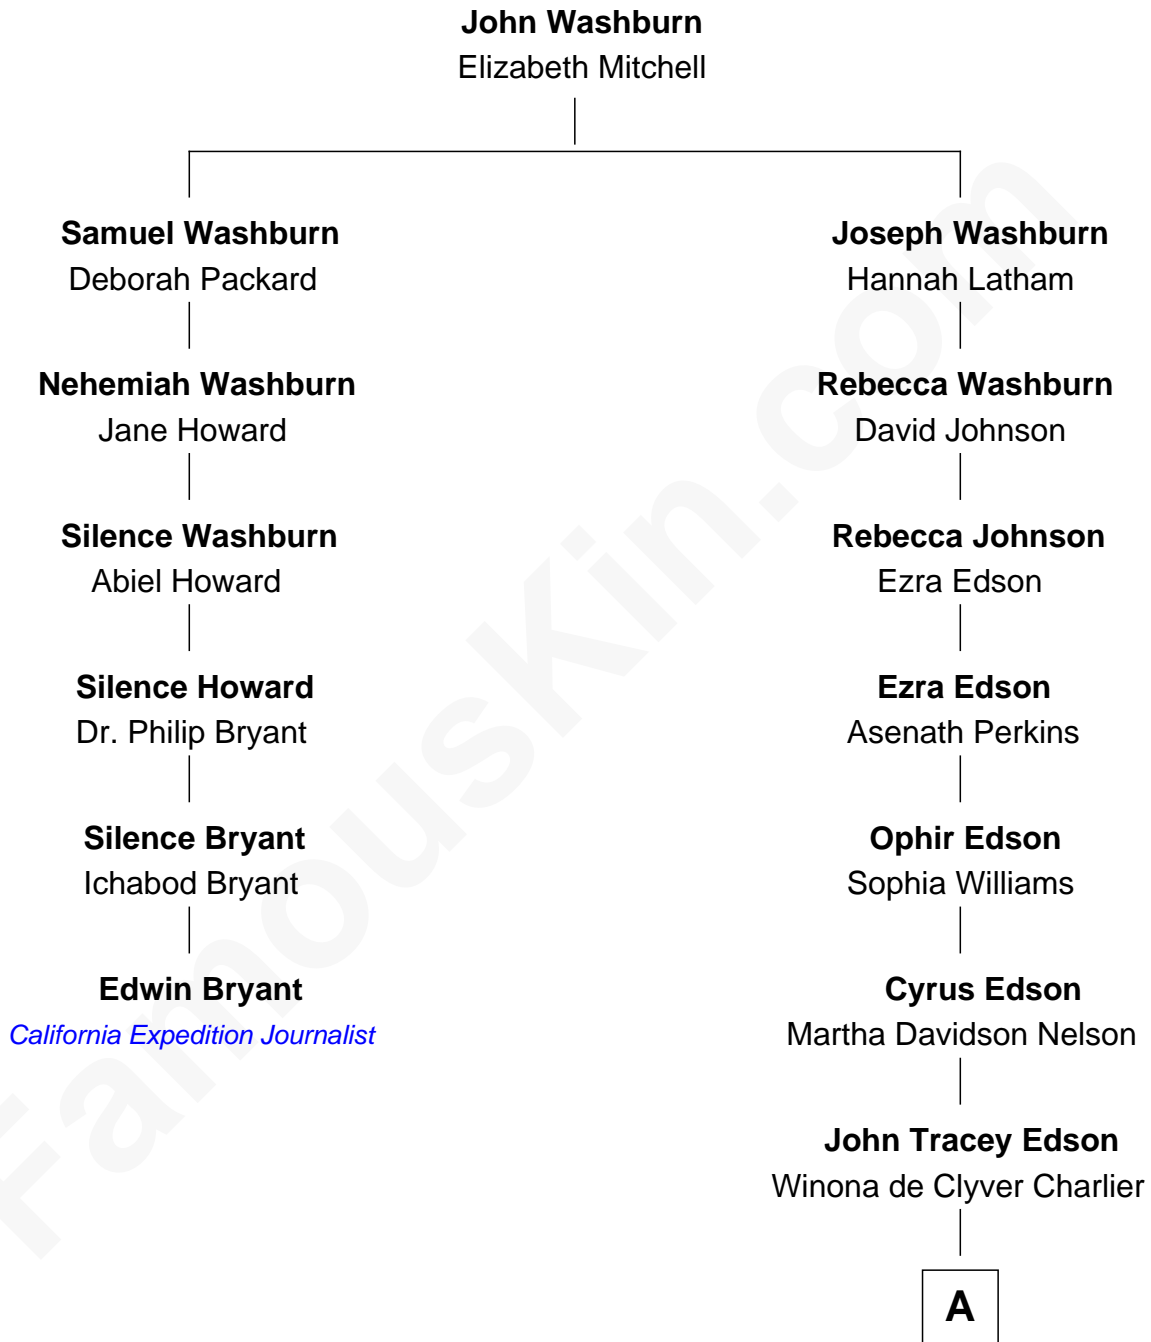 John Washburn
Elizabeth Mitchell
Samuel Washburn
Deborah Packard
Joseph Washburn
Hannah Latham
Nehemiah Washburn
Jane Howard
Rebecca Washburn
David Johnson
Silence Washburn
Abiel Howard
Rebecca Johnson
Ezra Edson
Silence Howard
Dr. Philip Bryant
Ezra Edson
Asenath Perkins
Silence Bryant
Ichabod Bryant
Ophir Edson
Sophia Williams
Edwin Bryant
California Expedition Journalist
Cyrus Edson
Martha Davidson Nelson
John Tracey Edson
Winona de Clyver Charlier
A
FamousKin.com